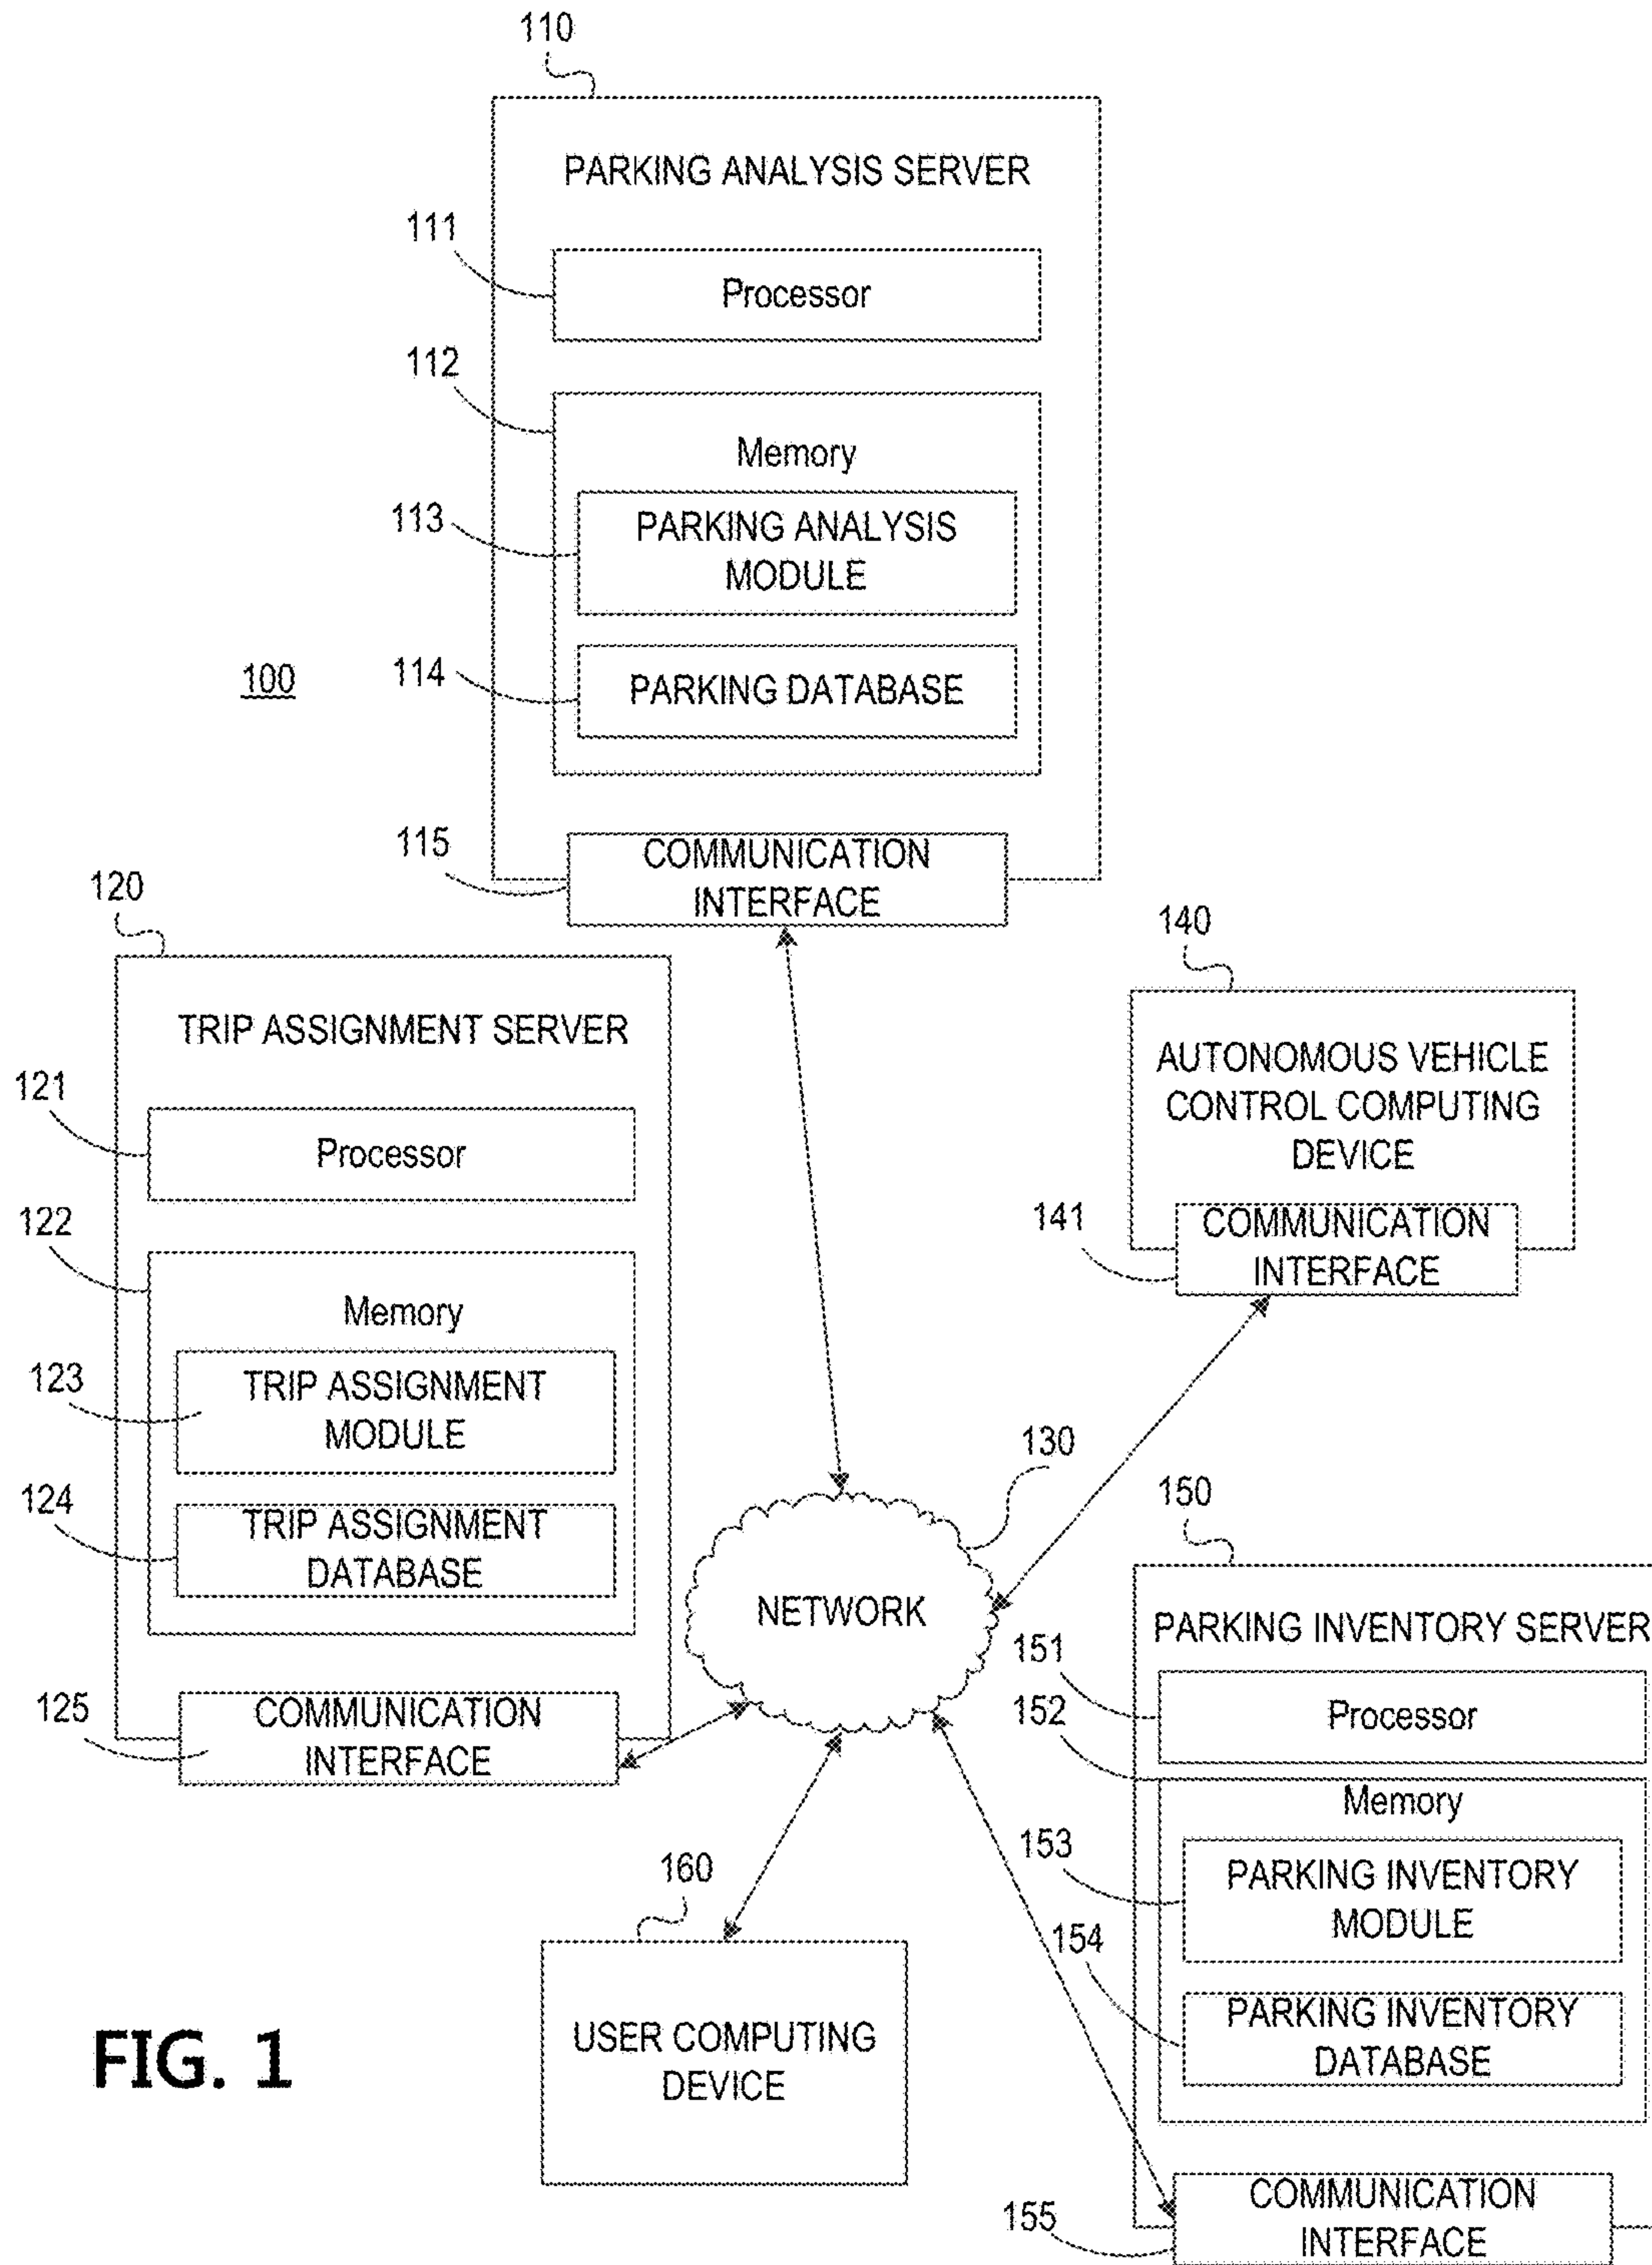 110
PARKING ANALYSIS SERVER
111
Processor
112
Memory
113
PARKING ANALYSIS
MODULE
100
114
PARKING DATABASE
115
COMMUNICATION
INTERFACE
120
TRIP ASSIGNMENT SERVER
121
Processor
122
Memory
123
TRIP ASSIGNMENT
MODULE
124
TRIP ASSIGNMENT
DATABASE
125
COMMUNICATION
INTERFACE
140
AUTONOMOUS VEHICLE
CONTROL COMPUTING
DEVICE
141
COMMUNICATION
INTERFACE
130
NETWORK
150
PARKING INVENTORY SERVER
151
Processor
152
Memory
153
PARKING INVENTORY
MODULE
154
PARKING INVENTORY
DATABASE
155
COMMUNICATION
INTERFACE
160
USER COMPUTING
DEVICE
FIG. 1